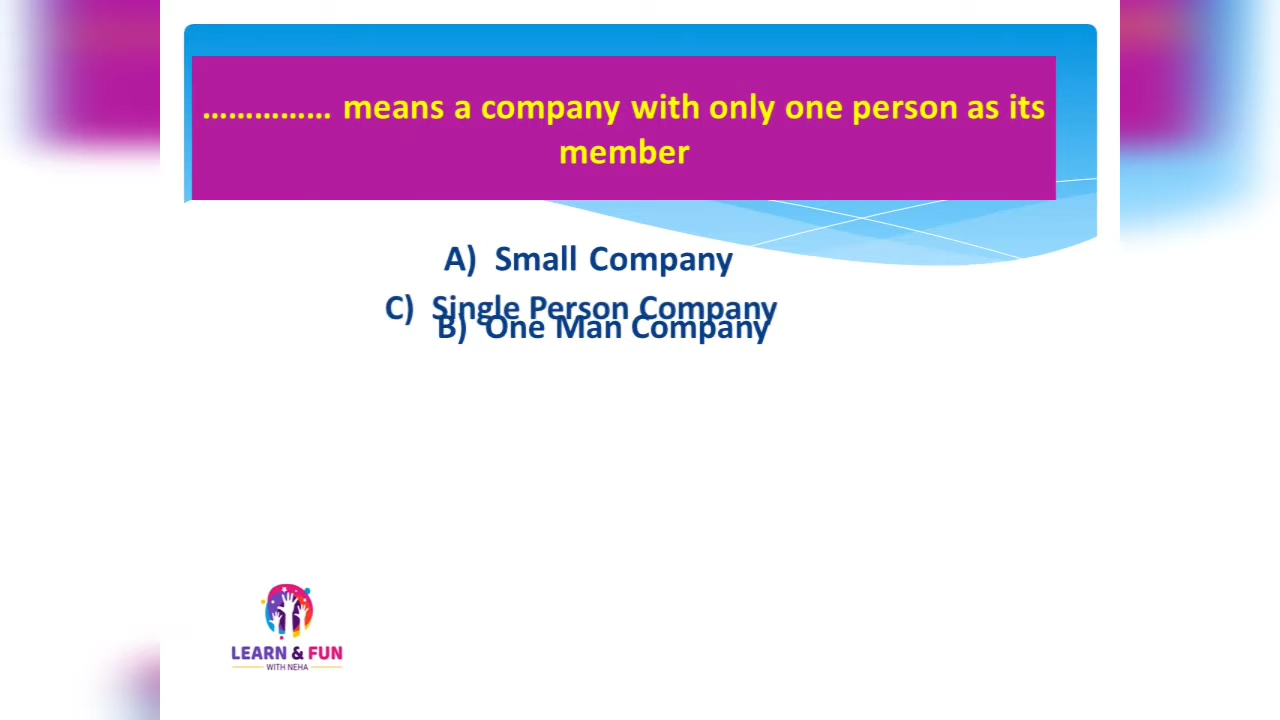 …………… means a company with only one person as its
member
A) Small Company
C) Single Person Company
B) One Man Company
LEARN & FUN
WITH NEHA